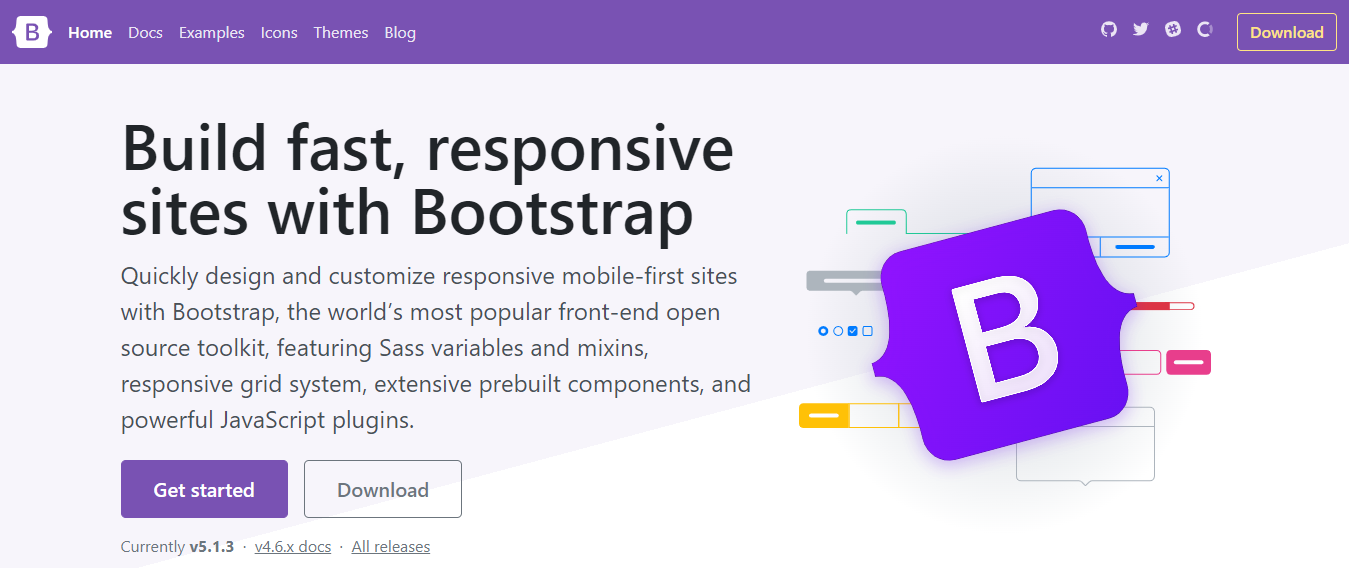 B Home Docs Examples Icons Themes Blog Download
Build fast, responsive
sites with Bootstrap
Quickly design and customize responsive mobile-first sites
with Bootstrap, the world’s most popular front-end open
source toolkit, featuring Sass variables and mixins,
responsive grid system, extensive prebuilt components, and
powerful JavaScript plugins.
Get started Download
Currently v5.1.3 · v4.6.x docs · All releases
B